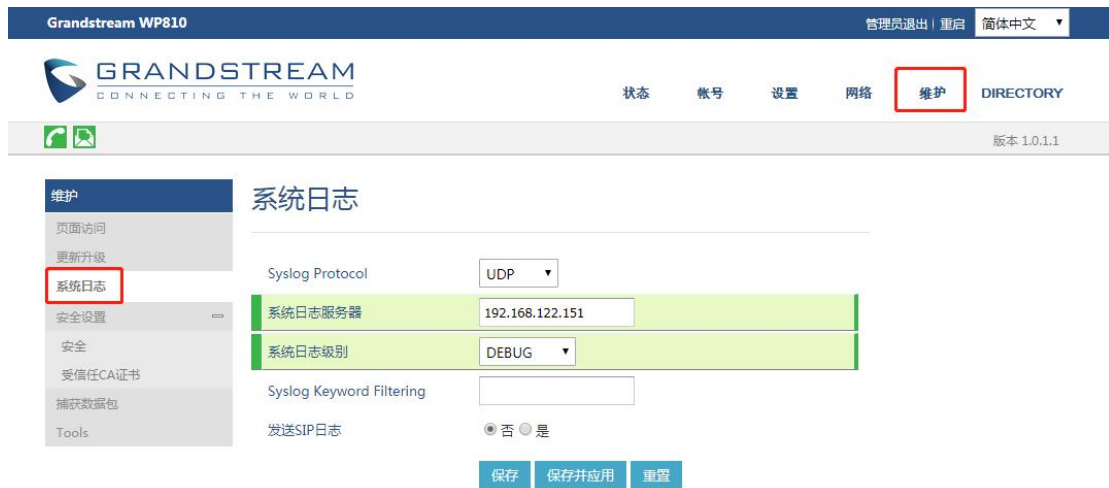 Grandstream WP810
管理员退出 | 重启 简体中文
GRANDSTREAM
CONNECTING THE WORLD
状态 帐号 设置 网络 维护 DIRECTORY
版本 1.0.1.1
维护
页面访问
更新升级
系统日志
安全设置
安全
受信任CA证书
捕获数据包
Tools
系统日志
Syslog Protocol UDP
系统日志服务器 192.168.122.151
系统日志级别 DEBUG
Syslog Keyword Filtering
发送SIP日志 否 是
保存 保存并应用 重置